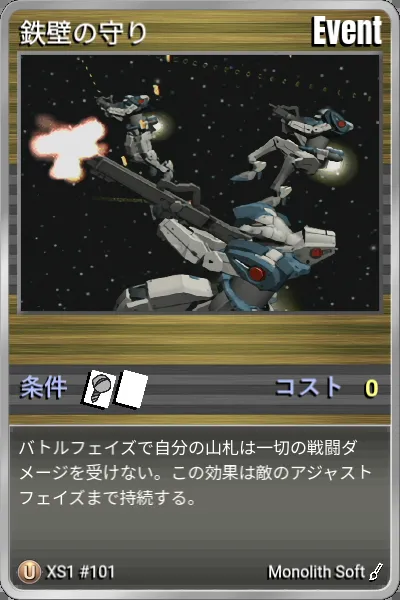 鉄壁の守り
Event
条件
コスト 0
バトルフェイズで自分の山札は一切の戦闘ダ
メージを受けない。この効果は敵のアジャスト
フェイズまで持続する。
U XS1 #101
Monolith Soft